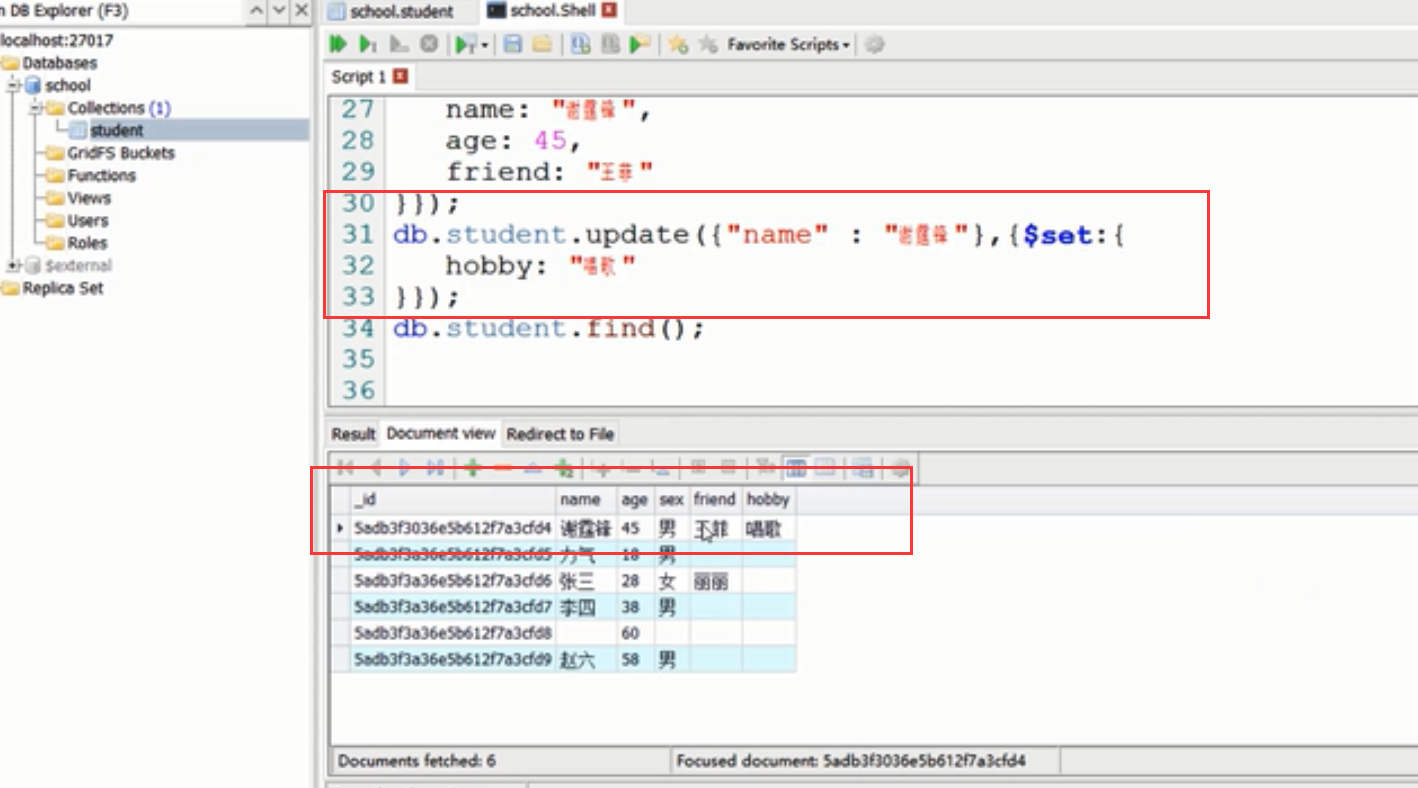 n DB Explorer (F3)
localhost:27017
Databases
school
Collections (1)
student
GridFS Buckets
Functions
Views
Users
Roles
$external
Replica Set
school.student
school.Shell
Favorite Scripts
Script 1
27 name: "谢霆锋",
28 age: 45,
29 friend: "王菲"
30 }});
31 db.student.update({"name" : "谢霆锋"},{$set:{
32 hobby: "唱歌"
33 }});
34 db.student.find();
35
36
Result Document view Redirect to File
_id name age sex friend hobby
5adb3f3036e5b612f7a3cfd4 谢霆锋 45 男 王菲 唱歌
5adb3f3a36e5b612f7a3cfd5 力气 18 男
5adb3f3a36e5b612f7a3cfd6 张三 28 女 丽丽
5adb3f3a36e5b612f7a3cfd7 李四 38 男
5adb3f3a36e5b612f7a3cfd8 60
5adb3f3a36e5b612f7a3cfd9 赵六 58 男
Documents fetched: 6 Focused document: 5adb3f3036e5b612f7a3cfd4